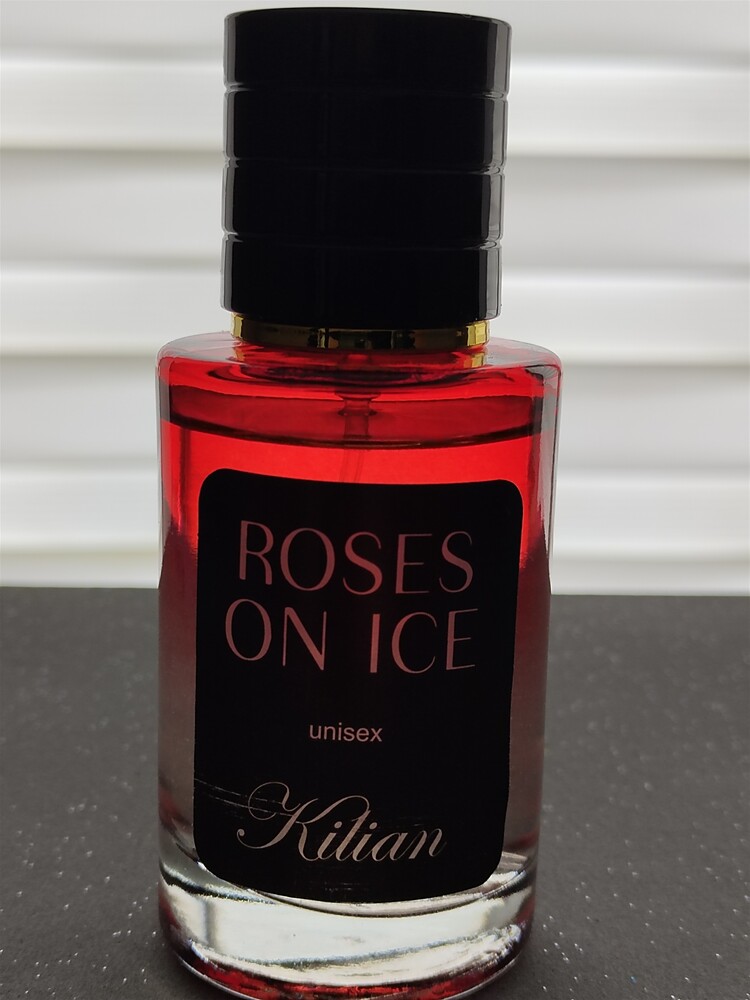 ROSES
ON ICE
unisex
Kilian